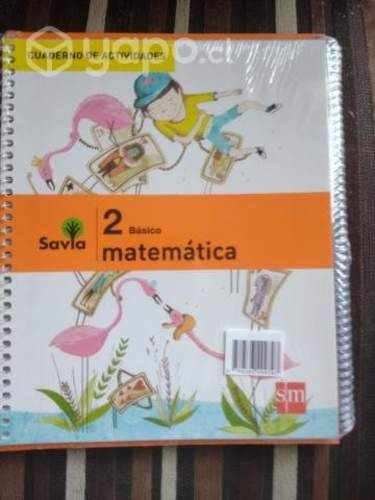 yapo.cl
CUADERNO DE ACTIVIDADES
Savia
2 Básico
matemática
sm